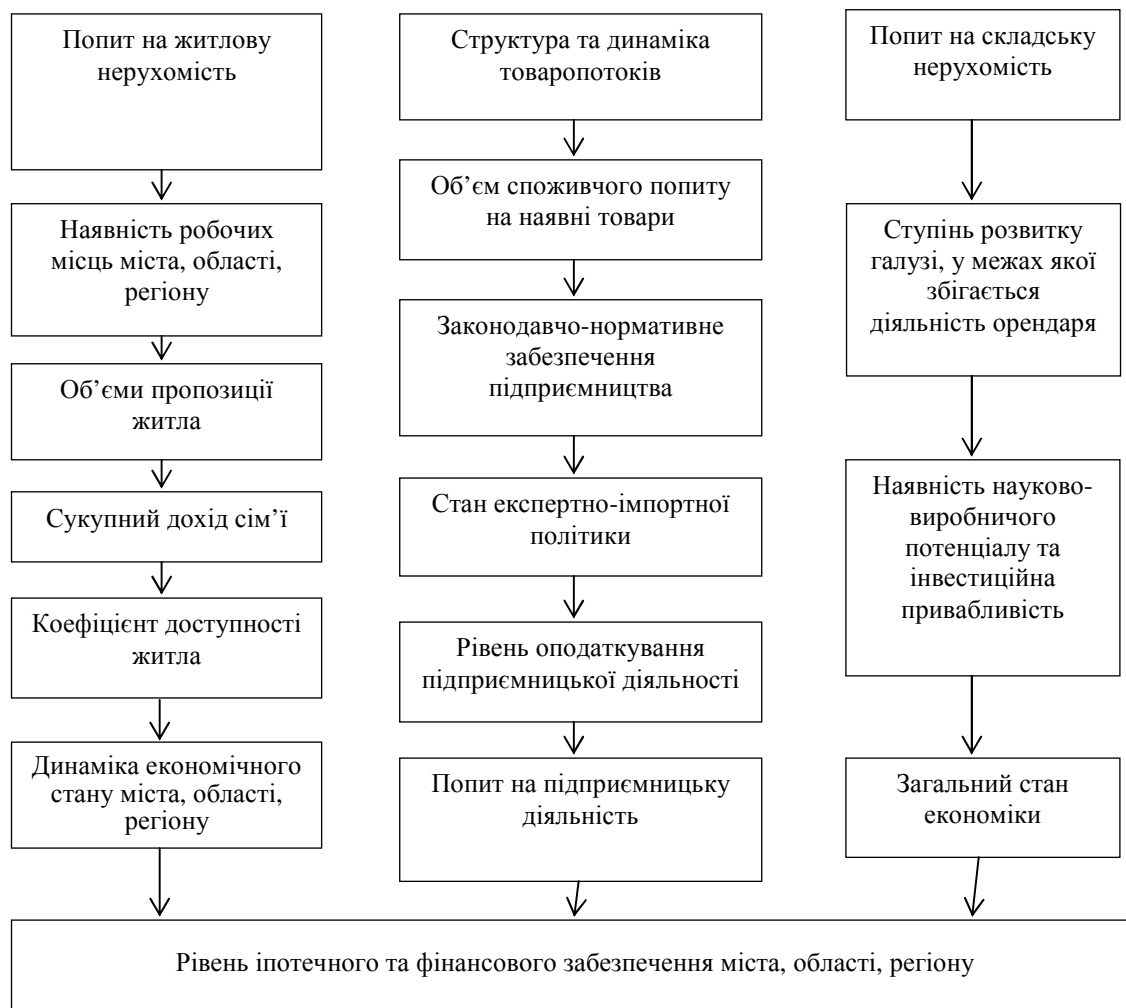 Попит на житлову
нерухомість
Наявність робочих
місць міста, області,
регіону
Об’єми пропозиції
житла
Сукупний дохід сім’ї
Коефіцієнт доступності
житла
Динаміка економічного
стану міста, області,
регіону
Структура та динаміка
товаропотоків
Об’єм споживчого попиту
на наявні товари
Законодавчо-нормативне
забезпечення
підприємництва
Стан експертно-імпортної
політики
Рівень оподаткування
підприємницької діяльності
Попит на підприємницьку
діяльність
Попит на складську
нерухомість
Ступінь розвитку
галузі, у межах якої
збігається
діяльність орендаря
Наявність науково-
виробничого
потенціалу та
інвестиційна
привабливість
Загальний стан
економіки
Рівень іпотечного та фінансового забезпечення міста, області, регіону